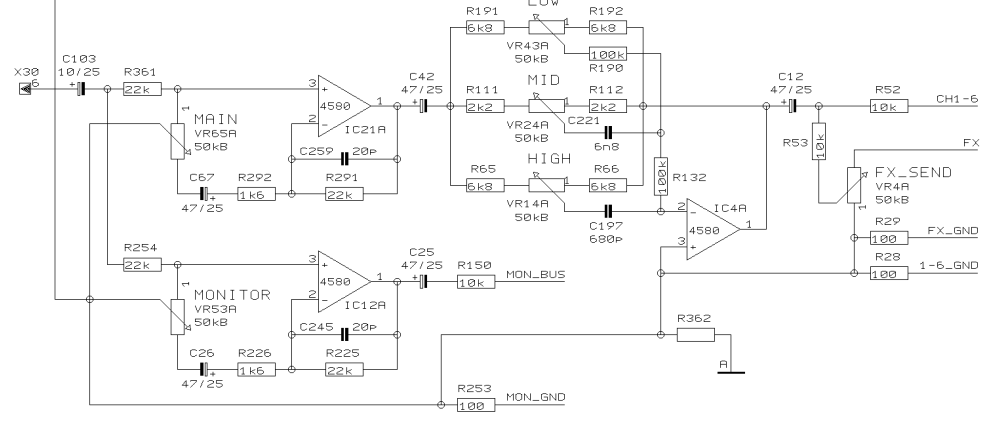 LOW
R191
R192
6k8
1
6k8
VR43A
50kB
100k
R190
X30
6
C103
10/25
+
R361
22k
3
+
4580
1
2
-
IC21A
C42
47/25
+
MID
R111
R112
2k2
1
2k2
VR24A
50kB
C221
6n8
C12
47/25
+
R52
10k
CH1-6
1
MAIN
VR65A
50kB
C259
20p
R53
10k
FX
HIGH
R65
R66
6k8
1
6k8
VR14A
50kB
C197
680p
100k
R132
FX_SEND
VR4A
50kB
1
C67
47/25
+
R292
1k6
R291
22k
2
-
IC4A
4580
1
3
+
R29
100
FX_GND
R254
22k
3
+
4580
1
2
-
IC12A
C25
47/25
+
R150
10k
MON_BUS
R28
100
1-6_GND
1
MONITOR
VR53A
50kB
C245
20p
R362
A
C26
47/25
+
R226
1k6
R225
22k
R253
100
MON_GND